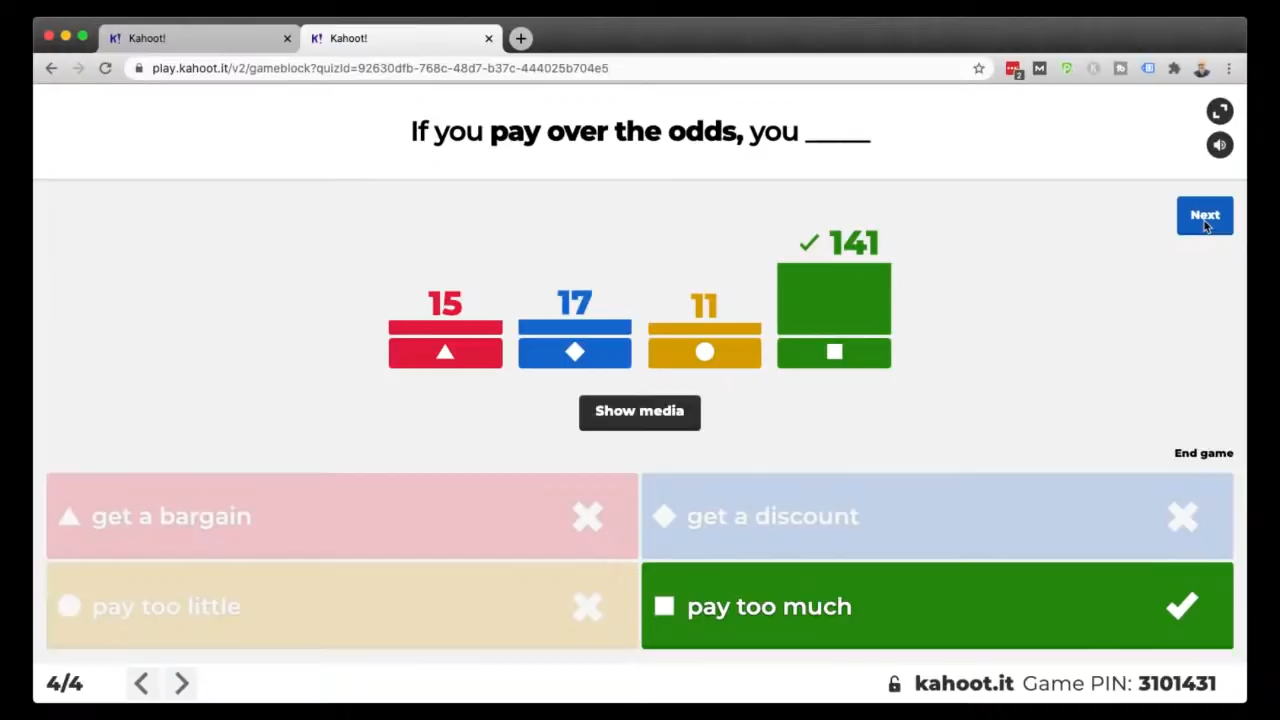 K! Kahoot!
K! Kahoot!
play.kahoot.it/v2/gameblock?quizId=92630dfb-768c-48d7-b37c-444025b704e5
2
M
If you pay over the odds, you _____
Next
15
17
11
141
Show media
End game
get a bargain
get a discount
pay too little
pay too much
4/4
kahoot.it Game PIN: 3101431